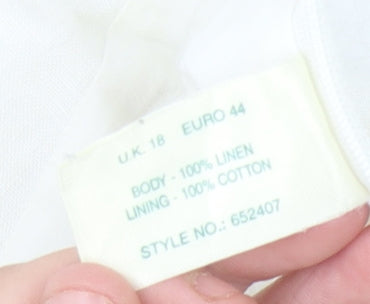 U.K. 18 EURO 44
BODY - 100% LINEN
LINING - 100% COTTON
STYLE NO.: 652407